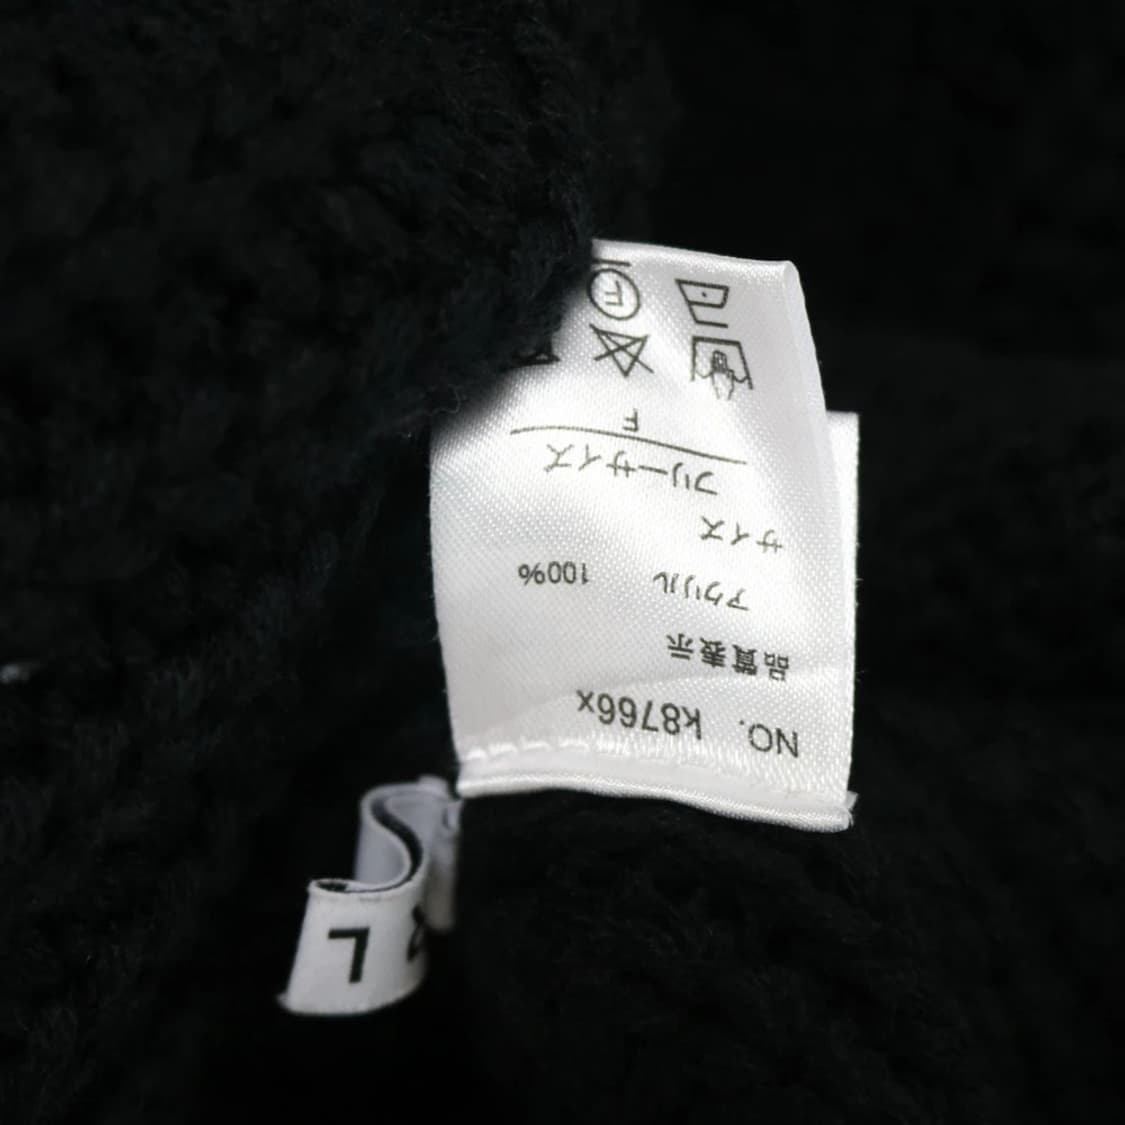 NO. k8766x
品質表示
アクリル 100%
サイズ
フリーサイズ
F
F
L